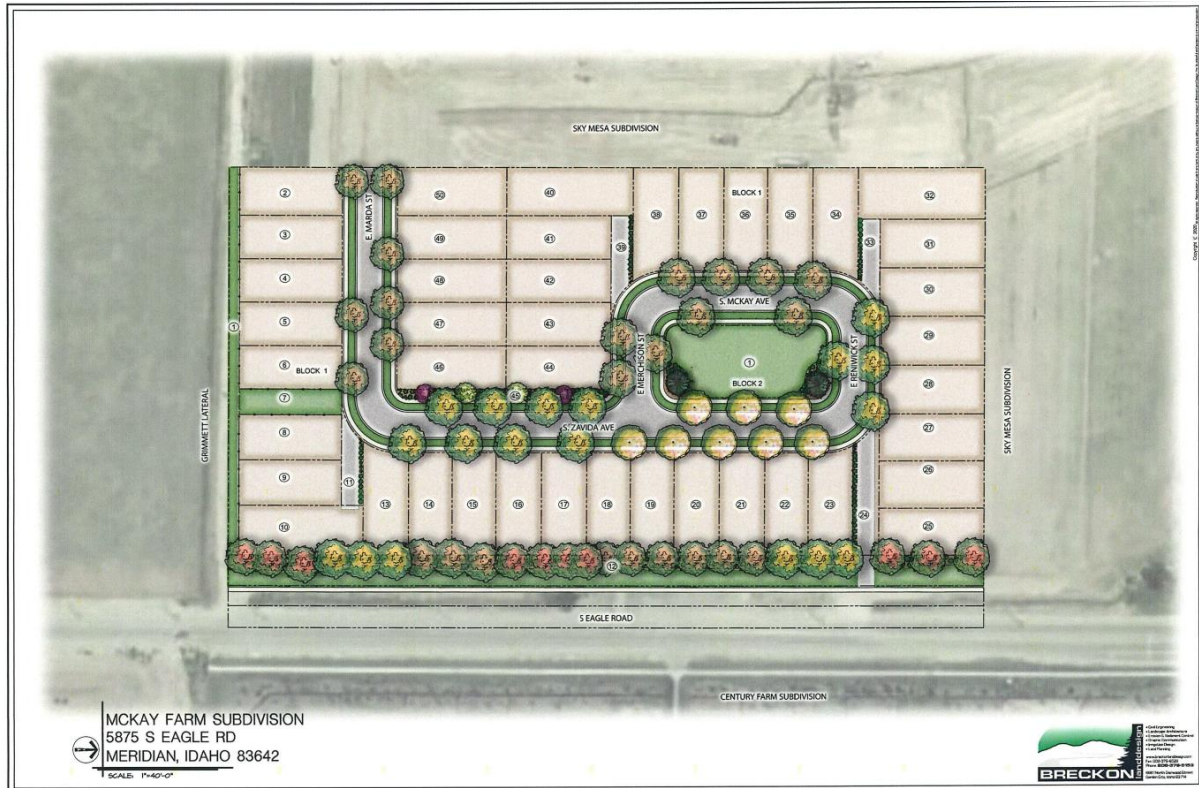 SKY MESA SUBDIVISION
2
3
4
5
6
BLOCK 1
7
8
9
10
11
1
GRIMMETT LATERAL
E. MARDA ST
50
49
48
47
46
40
41
42
43
44
45
39
38
37
BLOCK 1
36
35
34
33
32
31
30
29
28
27
26
25
24
S. MCKAY AVE
E MERCHISON ST
E RENIWICK ST
1
BLOCK 2
S. ZAVIDA AVE
13
14
15
16
17
18
19
20
21
22
23
12
SKY MESA SUBDIVISION
S EAGLE ROAD
CENTURY FARM SUBDIVISION
MCKAY FARM SUBDIVISION
5875 S EAGLE RD
MERIDIAN, IDAHO 83642
SCALE: 1"=40'-0"
BRECKON
landdesign
Copyright © 2020